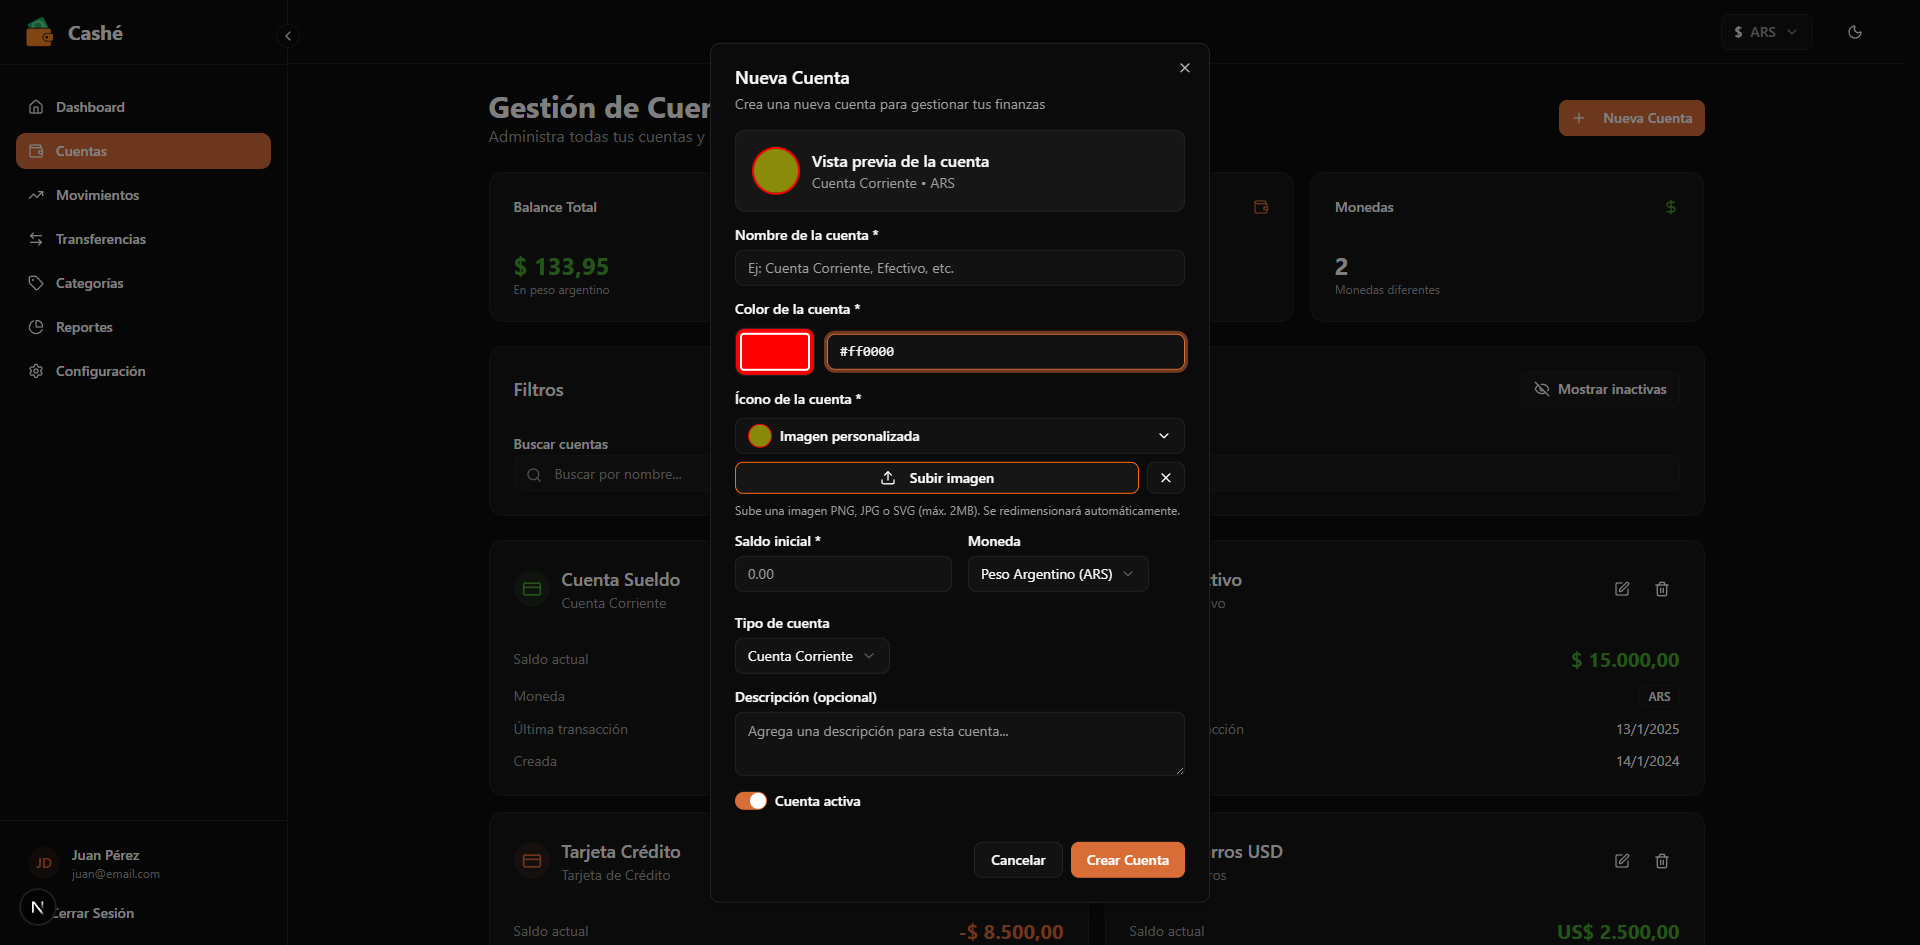 Cashé
$ ARS
Dashboard
Cuentas
Movimientos
Transferencias
Categorías
Reportes
Configuración
Juan Pérez
JD
juan@email.com
N
Cerrar Sesión
Gestión de Cuen
Administra todas tus cuentas y
Nueva Cuenta
Balance Total
$ 133,95
En peso argentino
Monedas
$
2
Monedas diferentes
Filtros
Mostrar inactivas
Buscar cuentas
Buscar por nombre...
Cuenta Sueldo
Cuenta Corriente
Saldo actual
Moneda
Última transacción
Creada
tivo
vo
$ 15.000,00
ARS
cción
13/1/2025
14/1/2024
Tarjeta Crédito
Tarjeta de Crédito
Saldo actual
-$ 8.500,00
rros USD
ros
Saldo actual
US$ 2.500,00
Nueva Cuenta
Crea una nueva cuenta para gestionar tus finanzas
Vista previa de la cuenta
Cuenta Corriente • ARS
Nombre de la cuenta *
Ej: Cuenta Corriente, Efectivo, etc.
Color de la cuenta *
#ff0000
Ícono de la cuenta *
Imagen personalizada
Subir imagen
Sube una imagen PNG, JPG o SVG (máx. 2MB). Se redimensionará automáticamente.
Saldo inicial *
Moneda
0.00
Peso Argentino (ARS)
Tipo de cuenta
Cuenta Corriente
Descripción (opcional)
Agrega una descripción para esta cuenta...
Cuenta activa
Cancelar
Crear Cuenta